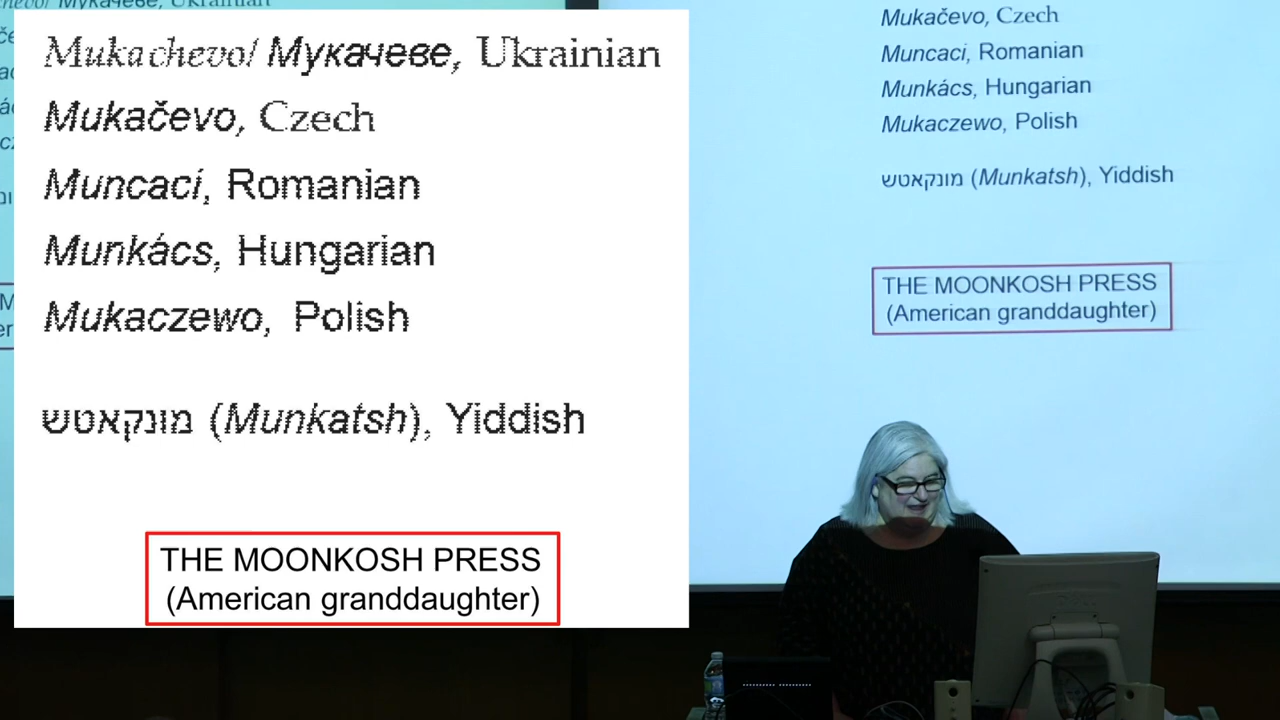 Mukachevo/ Мукачеве, Ukrainian
Mukačevo, Czech
Muncaci, Romanian
Munkács, Hungarian
Mukaczewo, Polish
מונקאטש (Munkatsh), Yiddish
THE MOONKOSH PRESS
(American granddaughter)
Mukačevo, Czech
Muncaci, Romanian
Munkács, Hungarian
Mukaczewo, Polish
מונקאטש (Munkatsh), Yiddish
THE MOONKOSH PRESS
(American granddaughter)